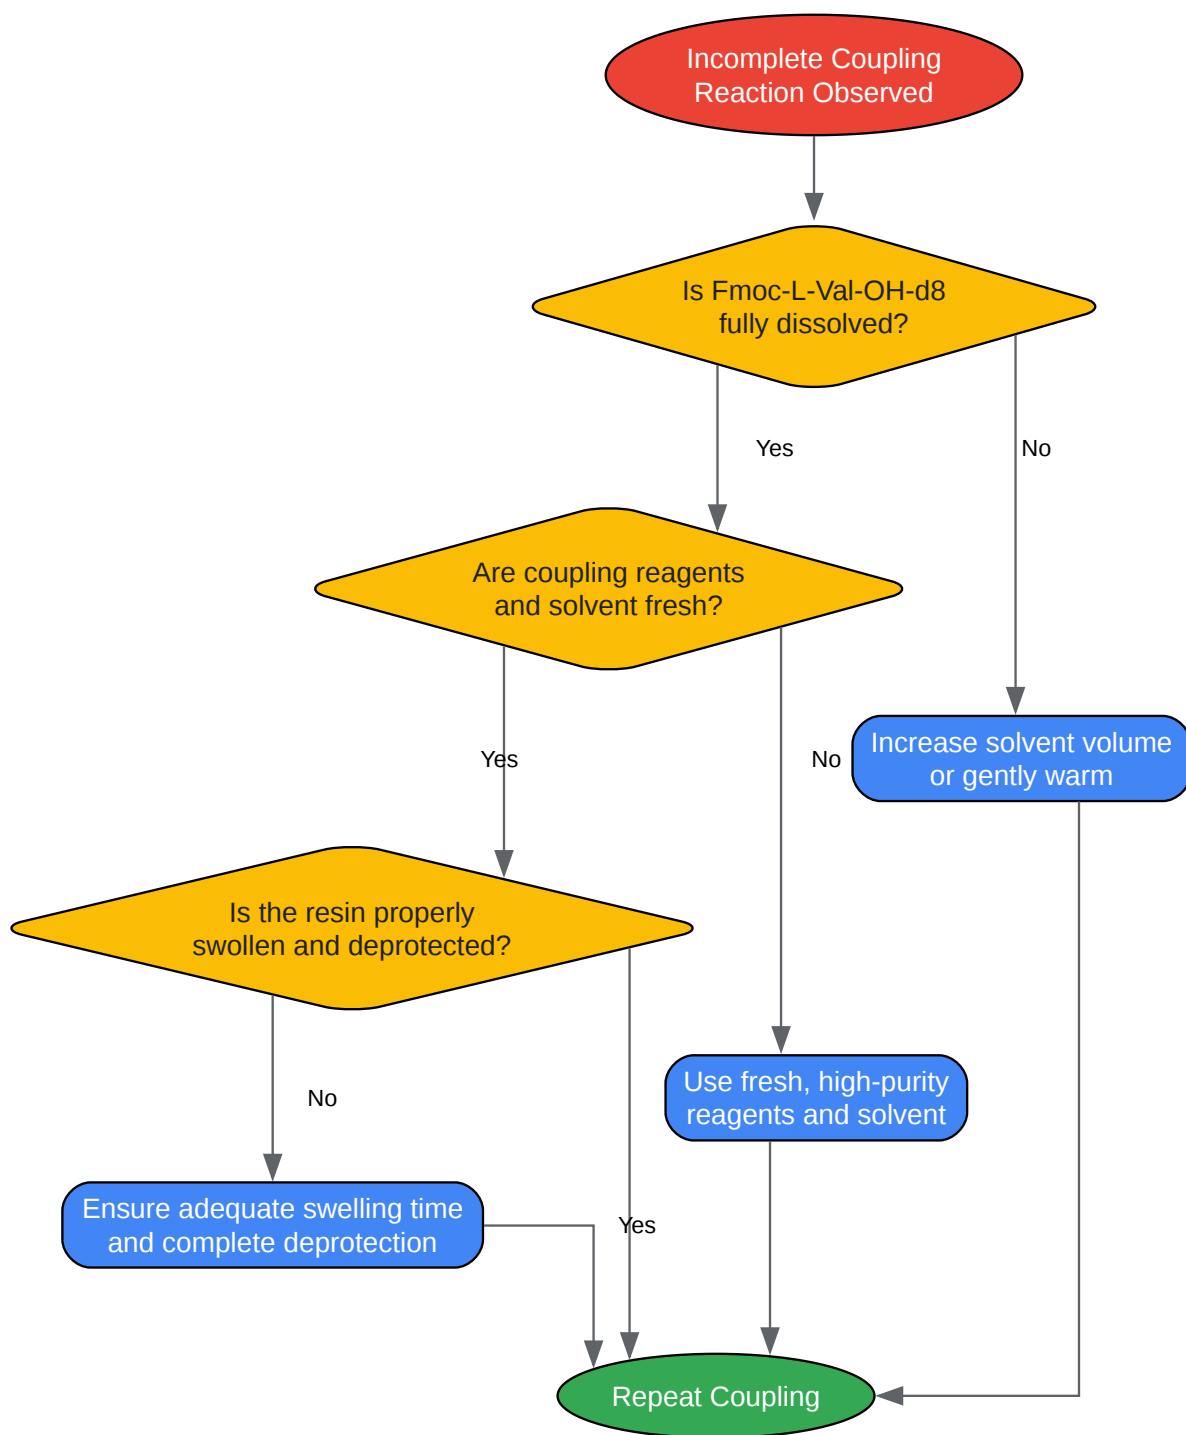 Incomplete Coupling
Reaction Observed
Is Fmoc-L-Val-OH-d8
fully dissolved?
Yes
No
Are coupling reagents
and solvent fresh?
Increase solvent volume
or gently warm
Yes
No
Is the resin properly
swollen and deprotected?
Use fresh, high-purity
reagents and solvent
No
Ensure adequate swelling time
and complete deprotection
Yes
Repeat Coupling